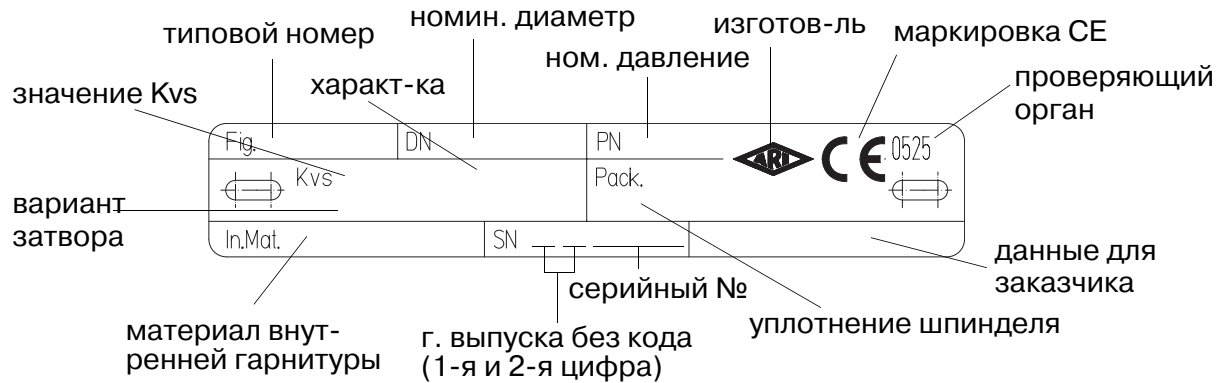 номин. диаметр
изготов-ль
типовой номер
маркировка CE
ном. давление
характ-ка
проверяющий
орган
значение Kvs
Fig.
DN
PN
ARI
CE 0525
Kvs
Pack.
вариант
затвора
In.Mat.
SN
данные для
заказчика
серийный №
уплотнение шпинделя
материал внут-
ренней гарнитуры
г. выпуска без кода
(1-я и 2-я цифра)